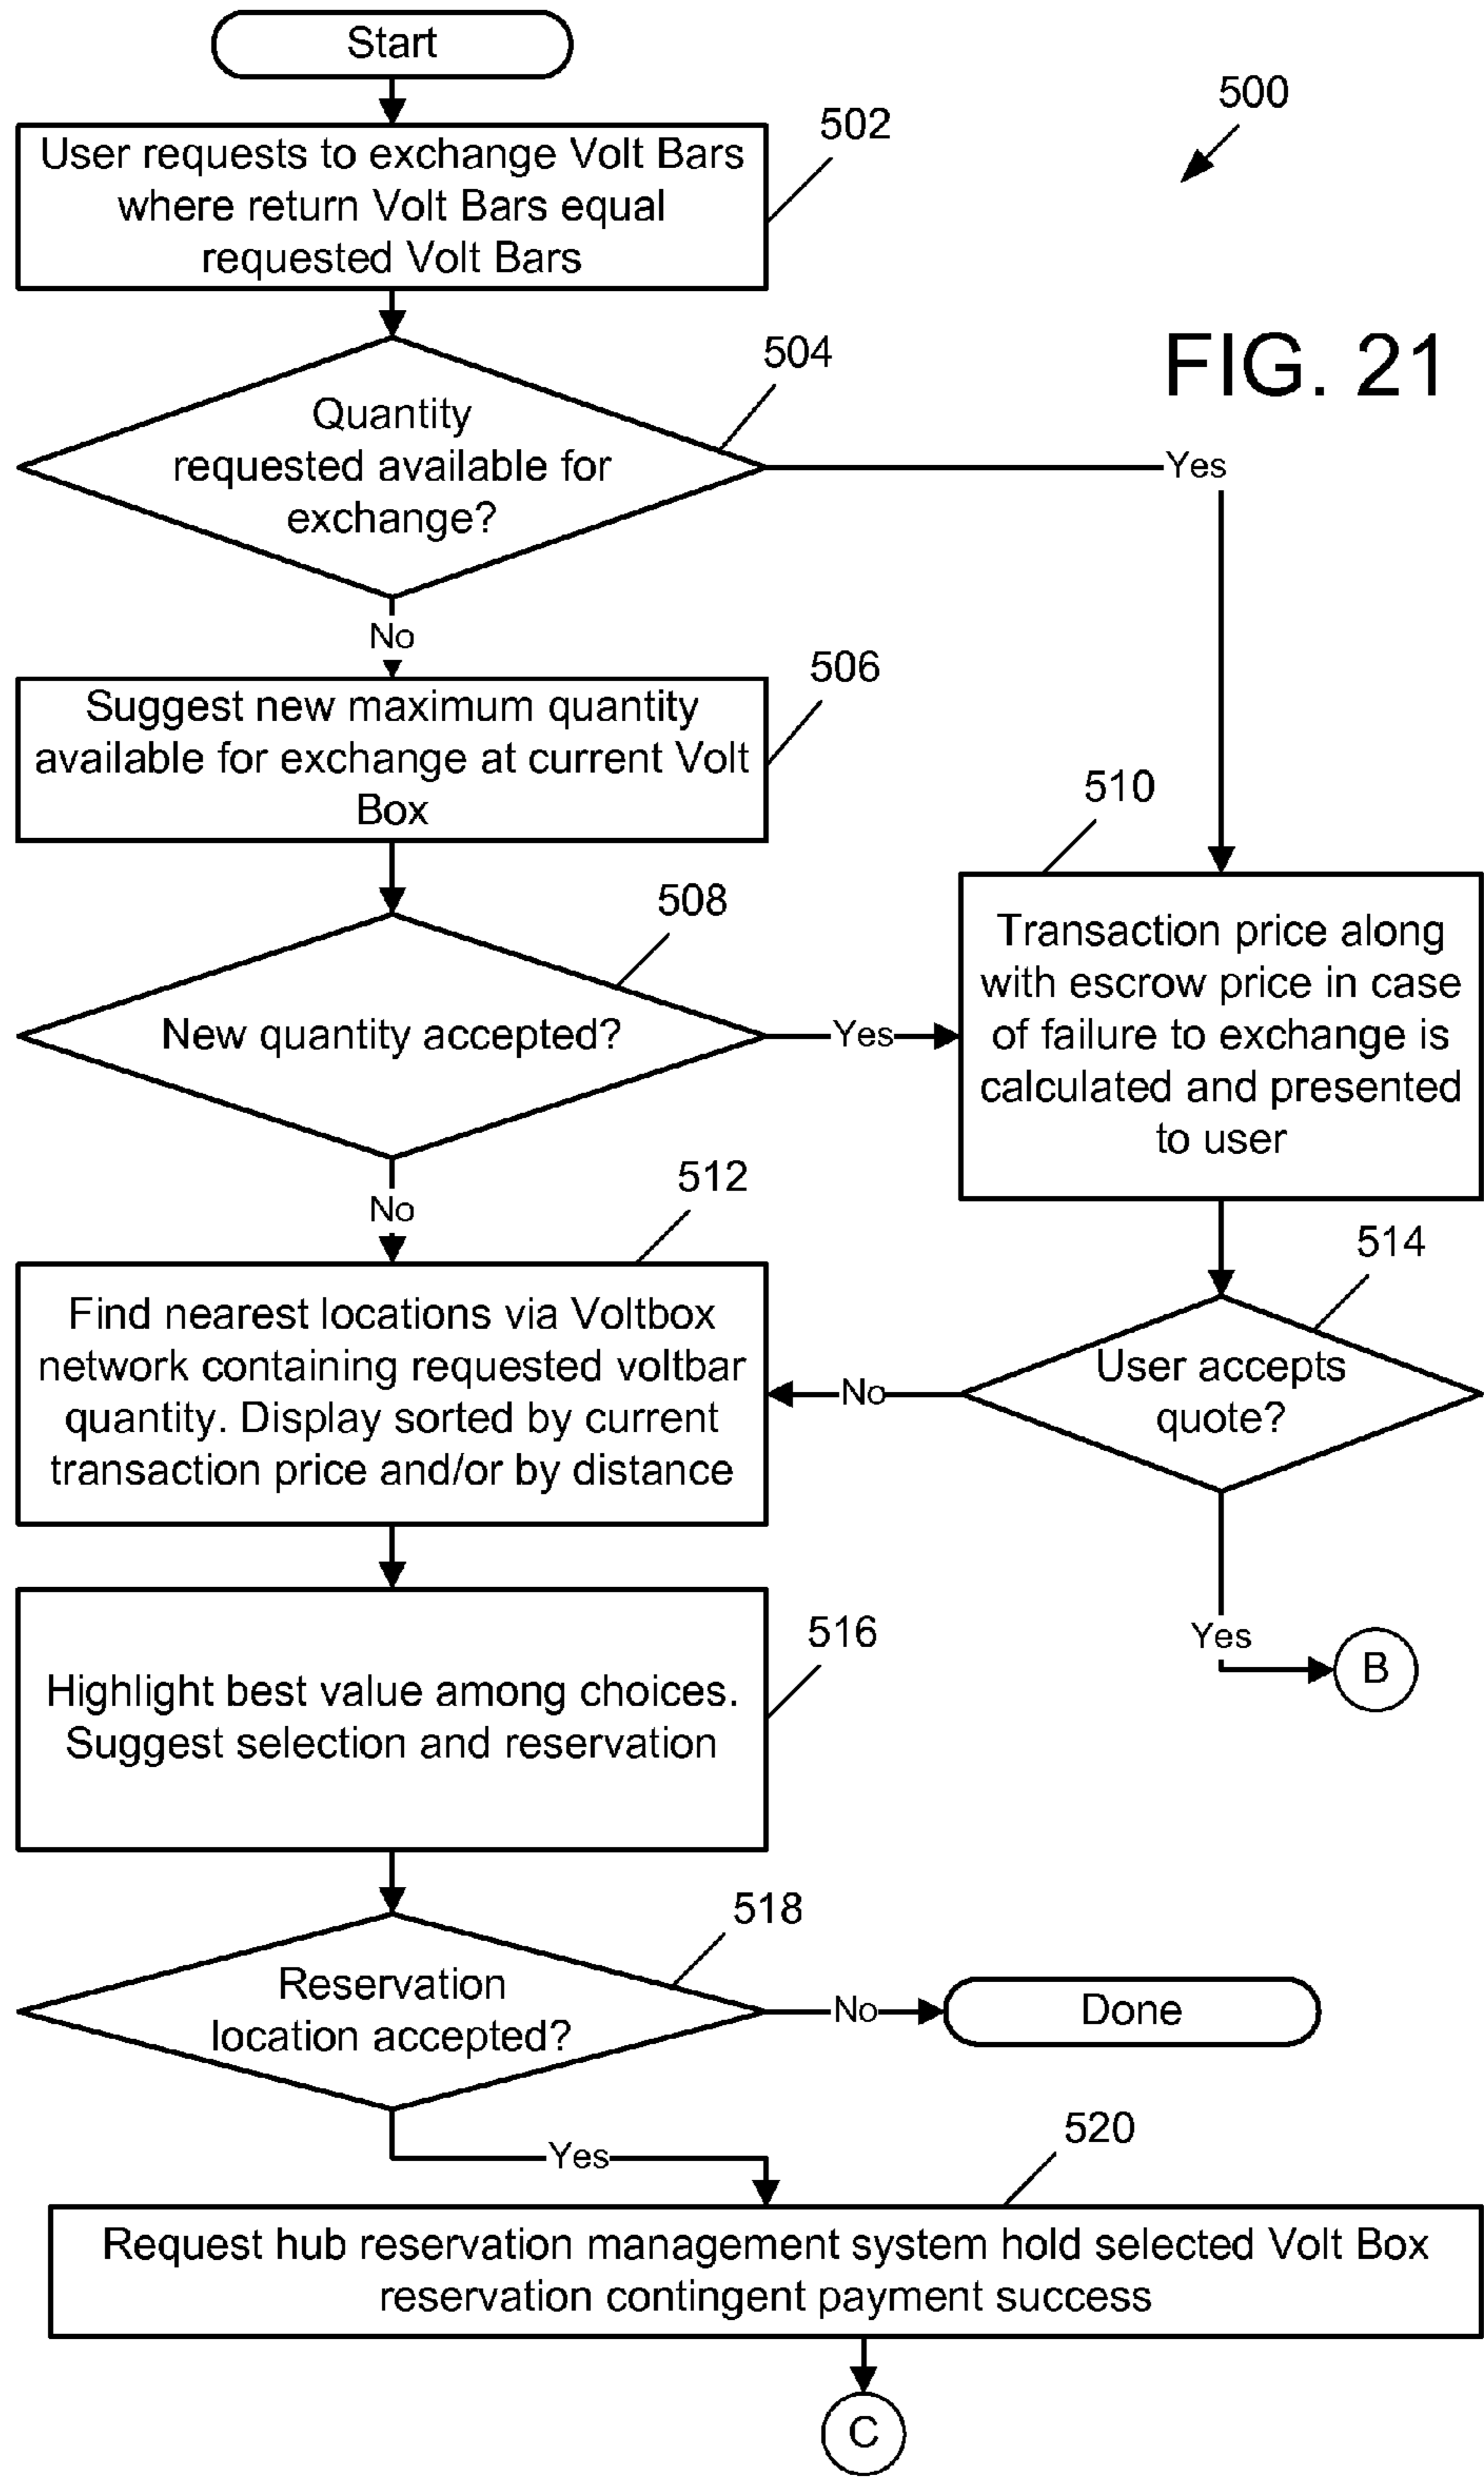 Start
500
502
User requests to exchange Volt Bars
where return Volt Bars equal
requested Volt Bars
FIG. 21
504
Quantity
requested available for
exchange?
Yes
No
506
Suggest new maximum quantity
available for exchange at current Volt
Box
510
508
New quantity accepted?
Yes
Transaction price along
with escrow price in case
of failure to exchange is
calculated and presented
to user
No
512
514
Find nearest locations via Voltbox
network containing requested voltbar
quantity. Display sorted by current
transaction price and/or by distance
No
User accepts
quote?
Yes
B
516
Highlight best value among choices.
Suggest selection and reservation
518
Reservation
location accepted?
No
Done
Yes
520
Request hub reservation management system hold selected Volt Box
reservation contingent payment success
C